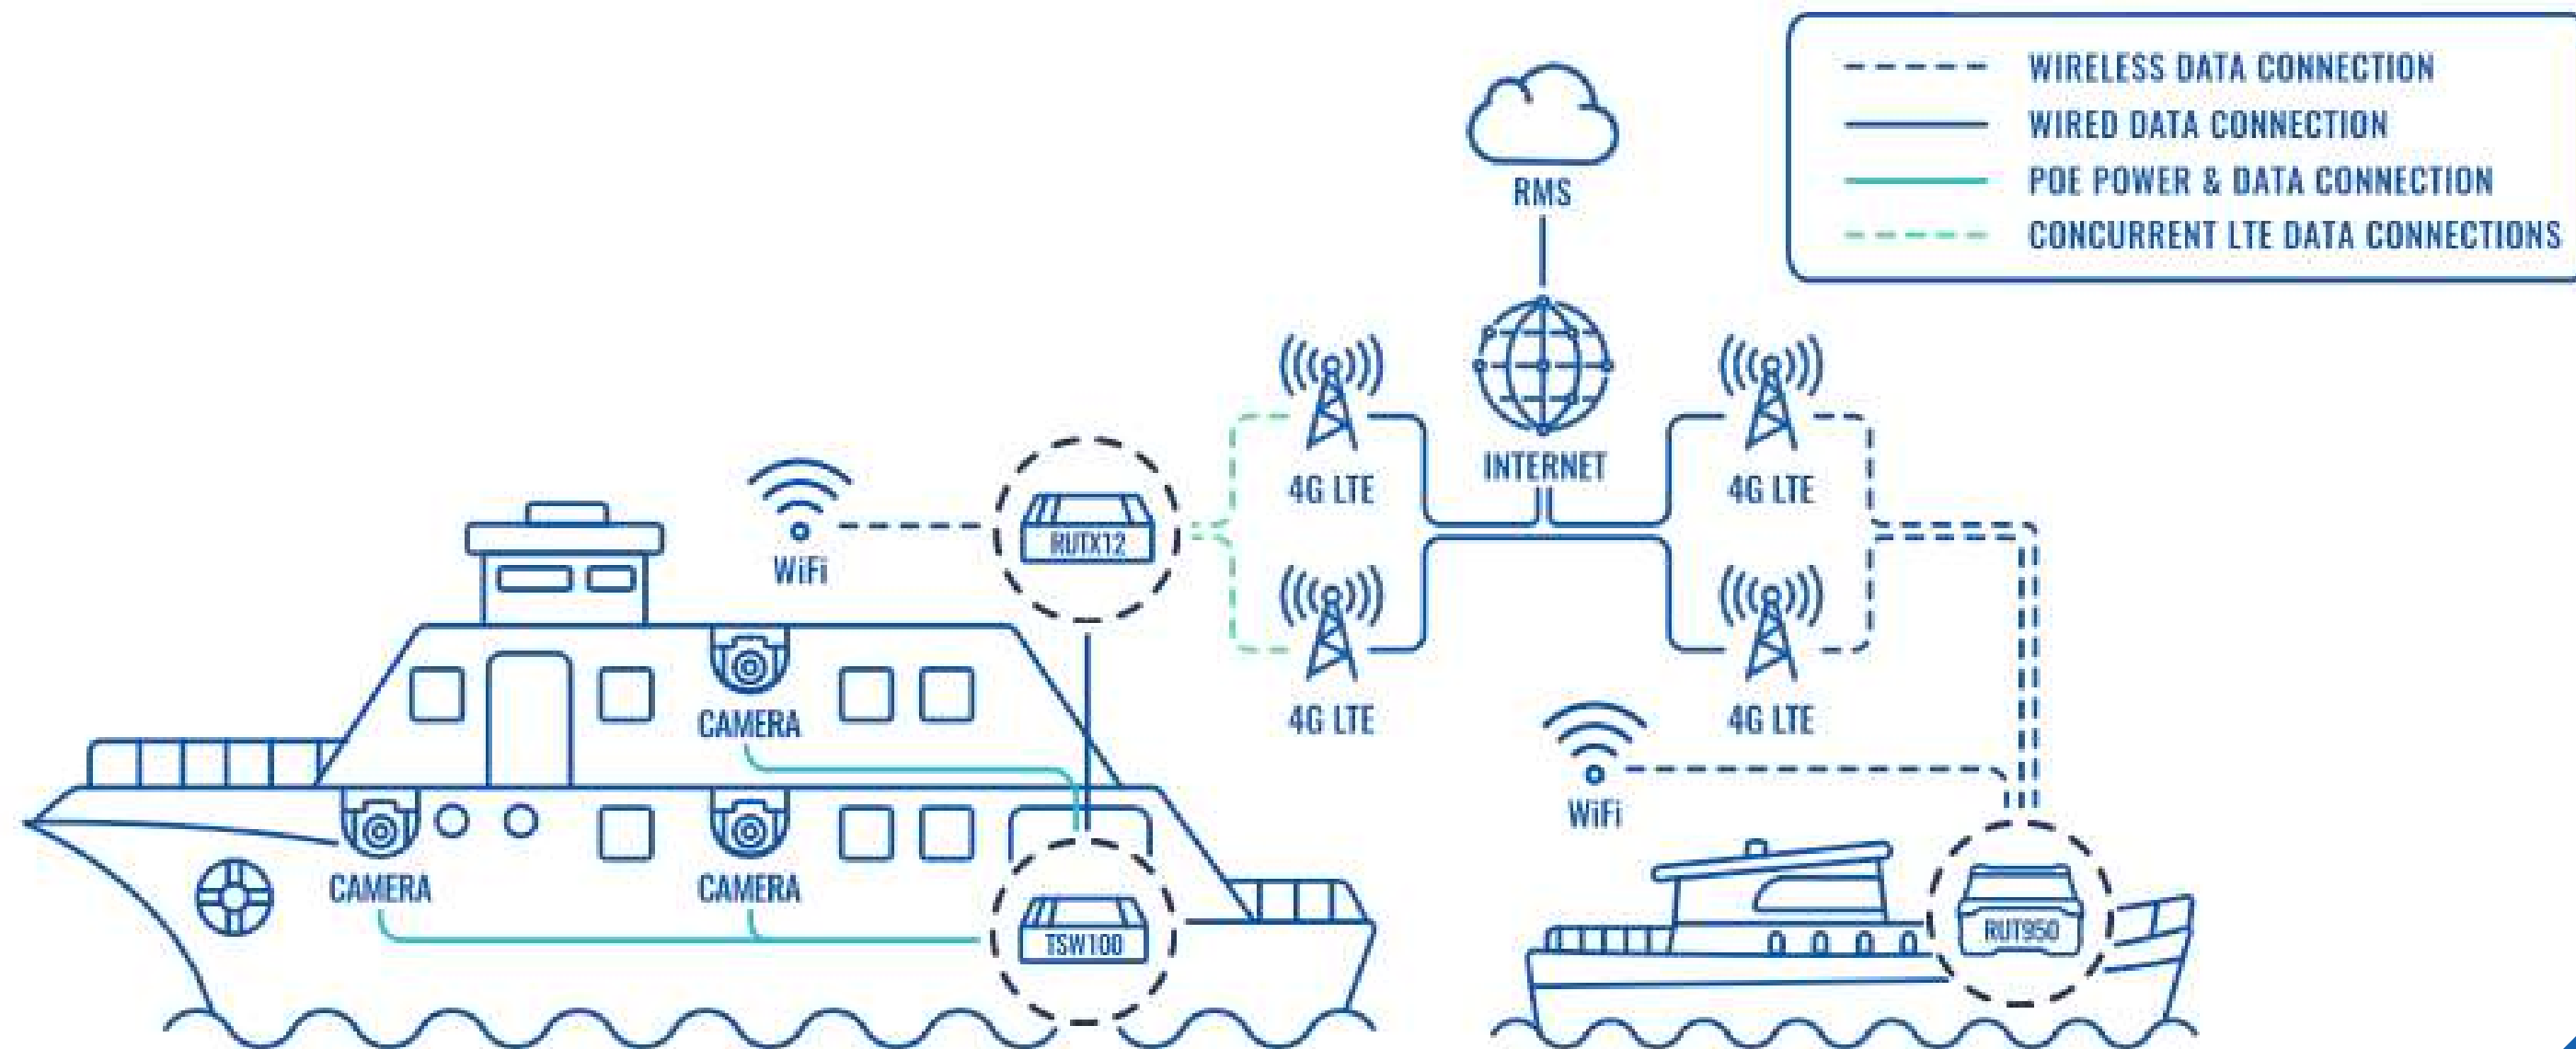 WIRELESS DATA CONNECTION
WIRED DATA CONNECTION
POE POWER & DATA CONNECTION
CONCURRENT LTE DATA CONNECTIONS
RMS
INTERNET
4G LTE
4G LTE
WiFi
RUTX12
4G LTE
4G LTE
CAMERA
WiFi
CAMERA
CAMERA
TSW100
RUT950